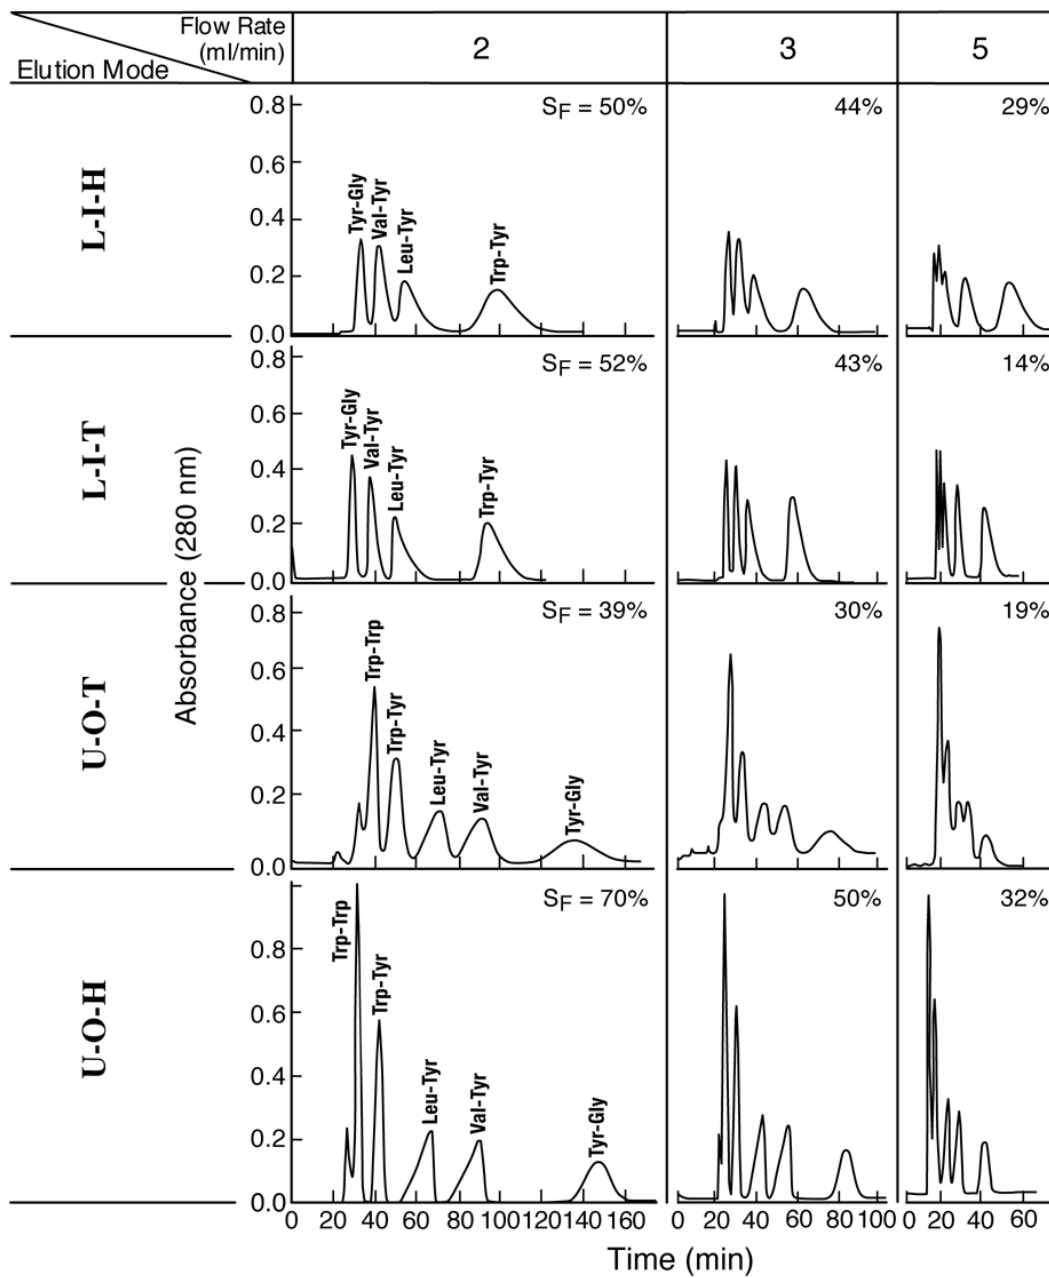 Flow Rate
(ml/min)
Elution Mode
2
3
5
L-I-H
0.8
0.6
0.4
0.2
0.0
SF = 50%
Tyr-Gly
Val-Tyr
Leu-Tyr
Trp-Tyr
44%
29%
L-I-T
0.8
0.6
0.4
0.2
0.0
SF = 52%
Tyr-Gly
Val-Tyr
Leu-Tyr
Trp-Tyr
43%
14%
Absorbance (280 nm)
U-O-T
0.8
0.6
0.4
0.2
0.0
SF = 39%
Trp-Trp
Trp-Tyr
Leu-Tyr
Val-Tyr
Tyr-Gly
30%
19%
U-O-H
0.8
0.6
0.4
0.2
0.0
SF = 70%
Trp-Trp
Trp-Tyr
Leu-Tyr
Val-Tyr
Tyr-Gly
50%
32%
0 20 40 60 80 100 120 140 160
0 20 40 60 80 100
0 20 40 60
Time (min)